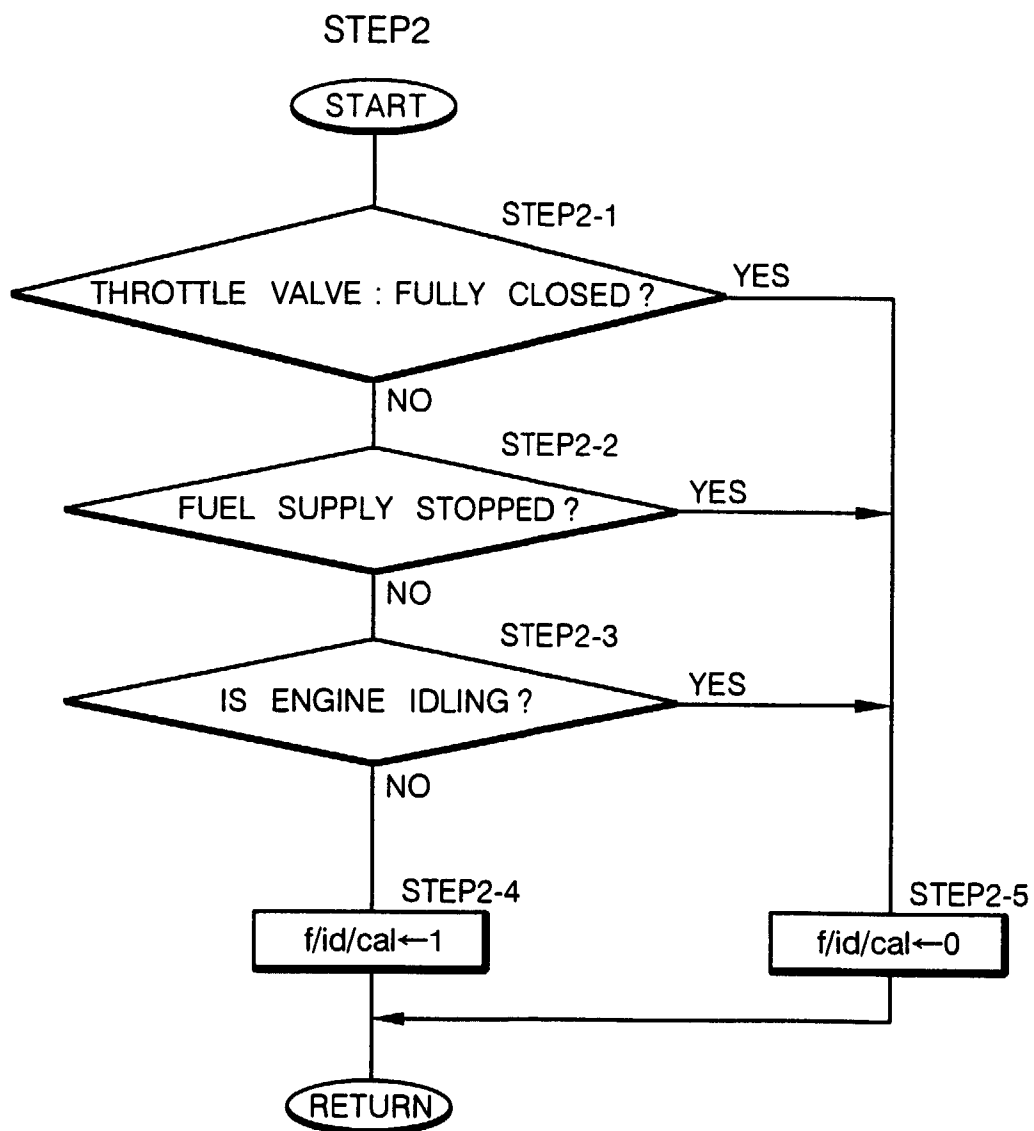 STEP2
START
STEP2-1
THROTTLE VALVE : FULLY CLOSED ?
YES
NO
STEP2-2
FUEL SUPPLY STOPPED ?
YES
NO
STEP2-3
IS ENGINE IDLING ?
YES
NO
STEP2-4
f/id/cal←1
STEP2-5
f/id/cal←0
RETURN